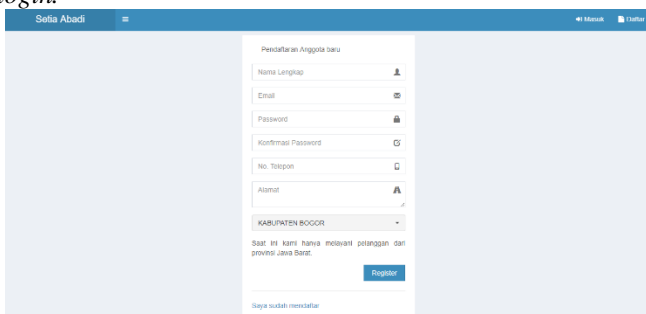 login.
Setia Abadi Masuk Daftar
Pendaftaran Anggota baru
Nama Lengkap
Email
Password
Konfirmasi Password
No. Telepon
Alamat
KABUPATEN BOGOR
Saat ini kami hanya melayani pelanggan dari
provinsi Jawa Barat.
Register
Saya sudah mendaftar